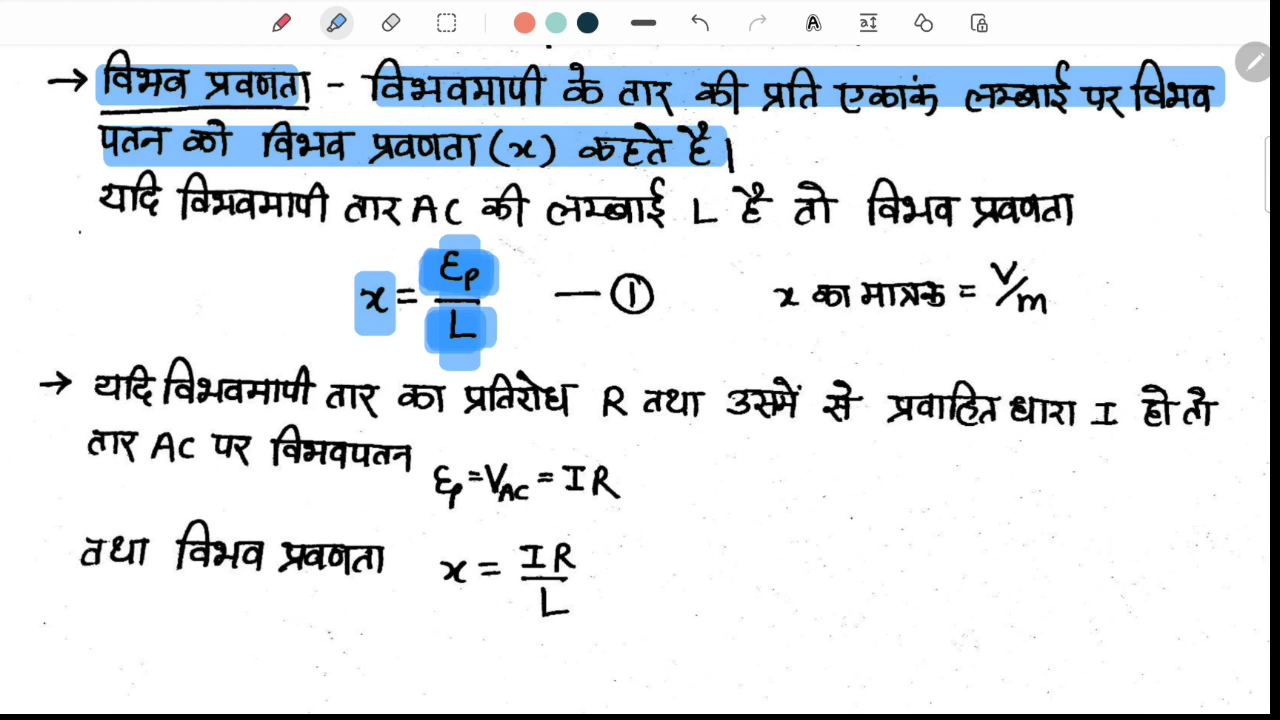 → विभव प्रवणता - विभवमापी के तार की प्रति एकांक लम्बाई पर विभव
पतन को विभव प्रवणता (x) कहते है।
यदि विभवमापी तार AC की लम्बाई L है तो विभव प्रवणता
x = εp/L — ① x का मात्रक = V/m
→ यदि विभवमापी तार का प्रतिरोध R तथा उसमें से प्रवाहित धारा I हो तो
तार AC पर विभवपतन εp = VAC = IR
तथा विभव प्रवणता x = IR/L